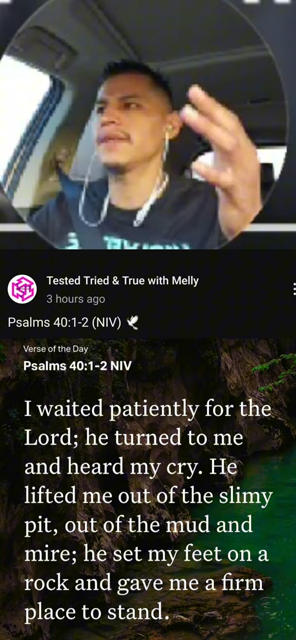 Tested Tried & True with Melly
3 hours ago
Psalms 40:1-2 (NIV) 🕊
Verse of the Day
Psalms 40:1-2 NIV
I waited patiently for the
Lord; he turned to me
and heard my cry. He
lifted me out of the slimy
pit, out of the mud and
mire; he set my feet on a
rock and gave me a firm
place to stand.